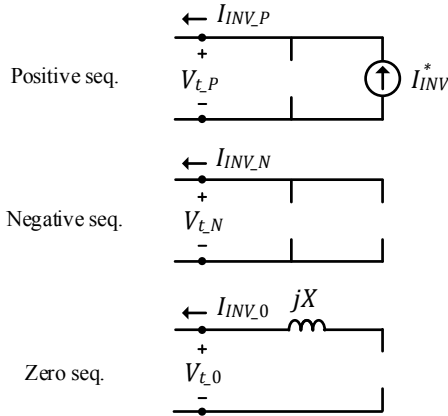 I_INV_P
+
Positive seq. V_t_P I*_INV
−
I_INV_N
+
Negative seq. V_t_N
−
I_INV_0 jX
+
Zero seq. V_t_0
−